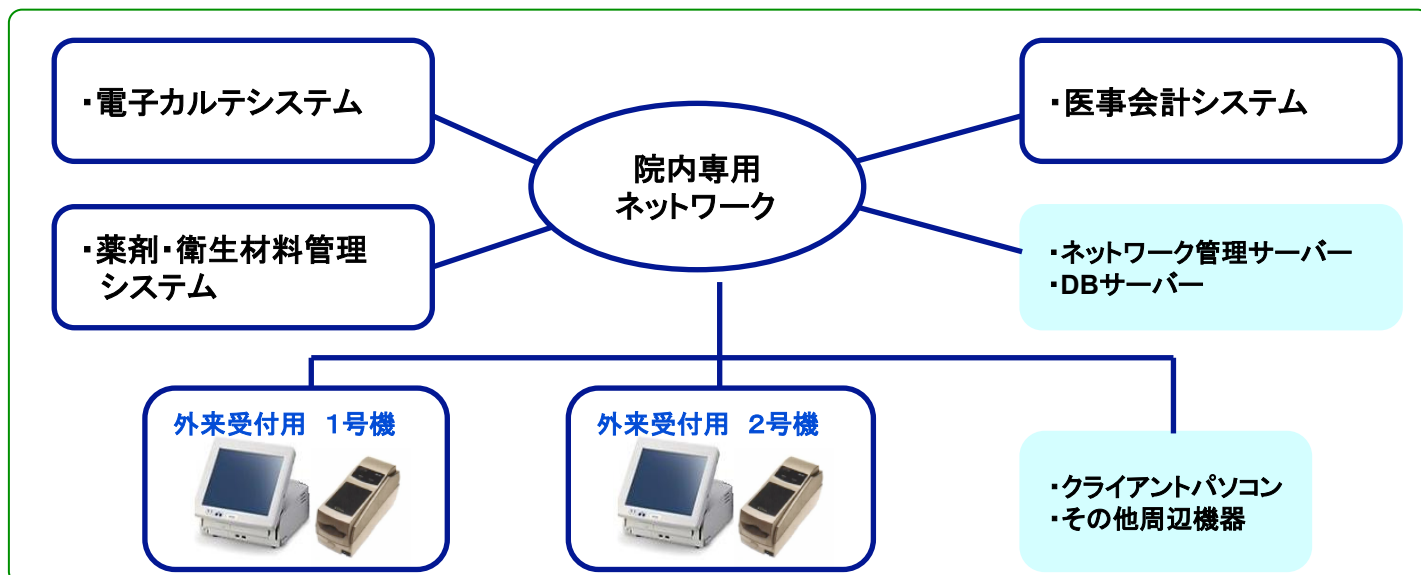 ・電子カルテシステム
・医事会計システム
院内専用
ネットワーク
・薬剤・衛生材料管理
システム
・ネットワーク管理サーバー
・DBサーバー
外来受付用　1号機
外来受付用　2号機
・クライアントパソコン
・その他周辺機器